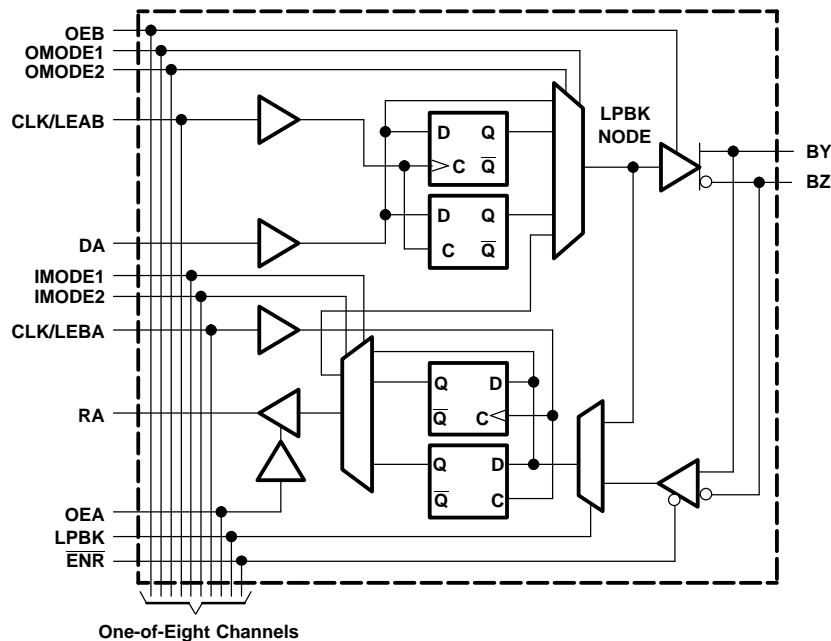 OEB
OMODE1
OMODE2
CLK/LEAB
D Q
C Q̅
LPBK
NODE
BY
BZ
D Q
C Q̅
DA
IMODE1
IMODE2
CLK/LEBA
Q D
Q̅ C
RA
Q D
Q̅ C
OEA
LPBK
E̅N̅R̅
One-of-Eight Channels